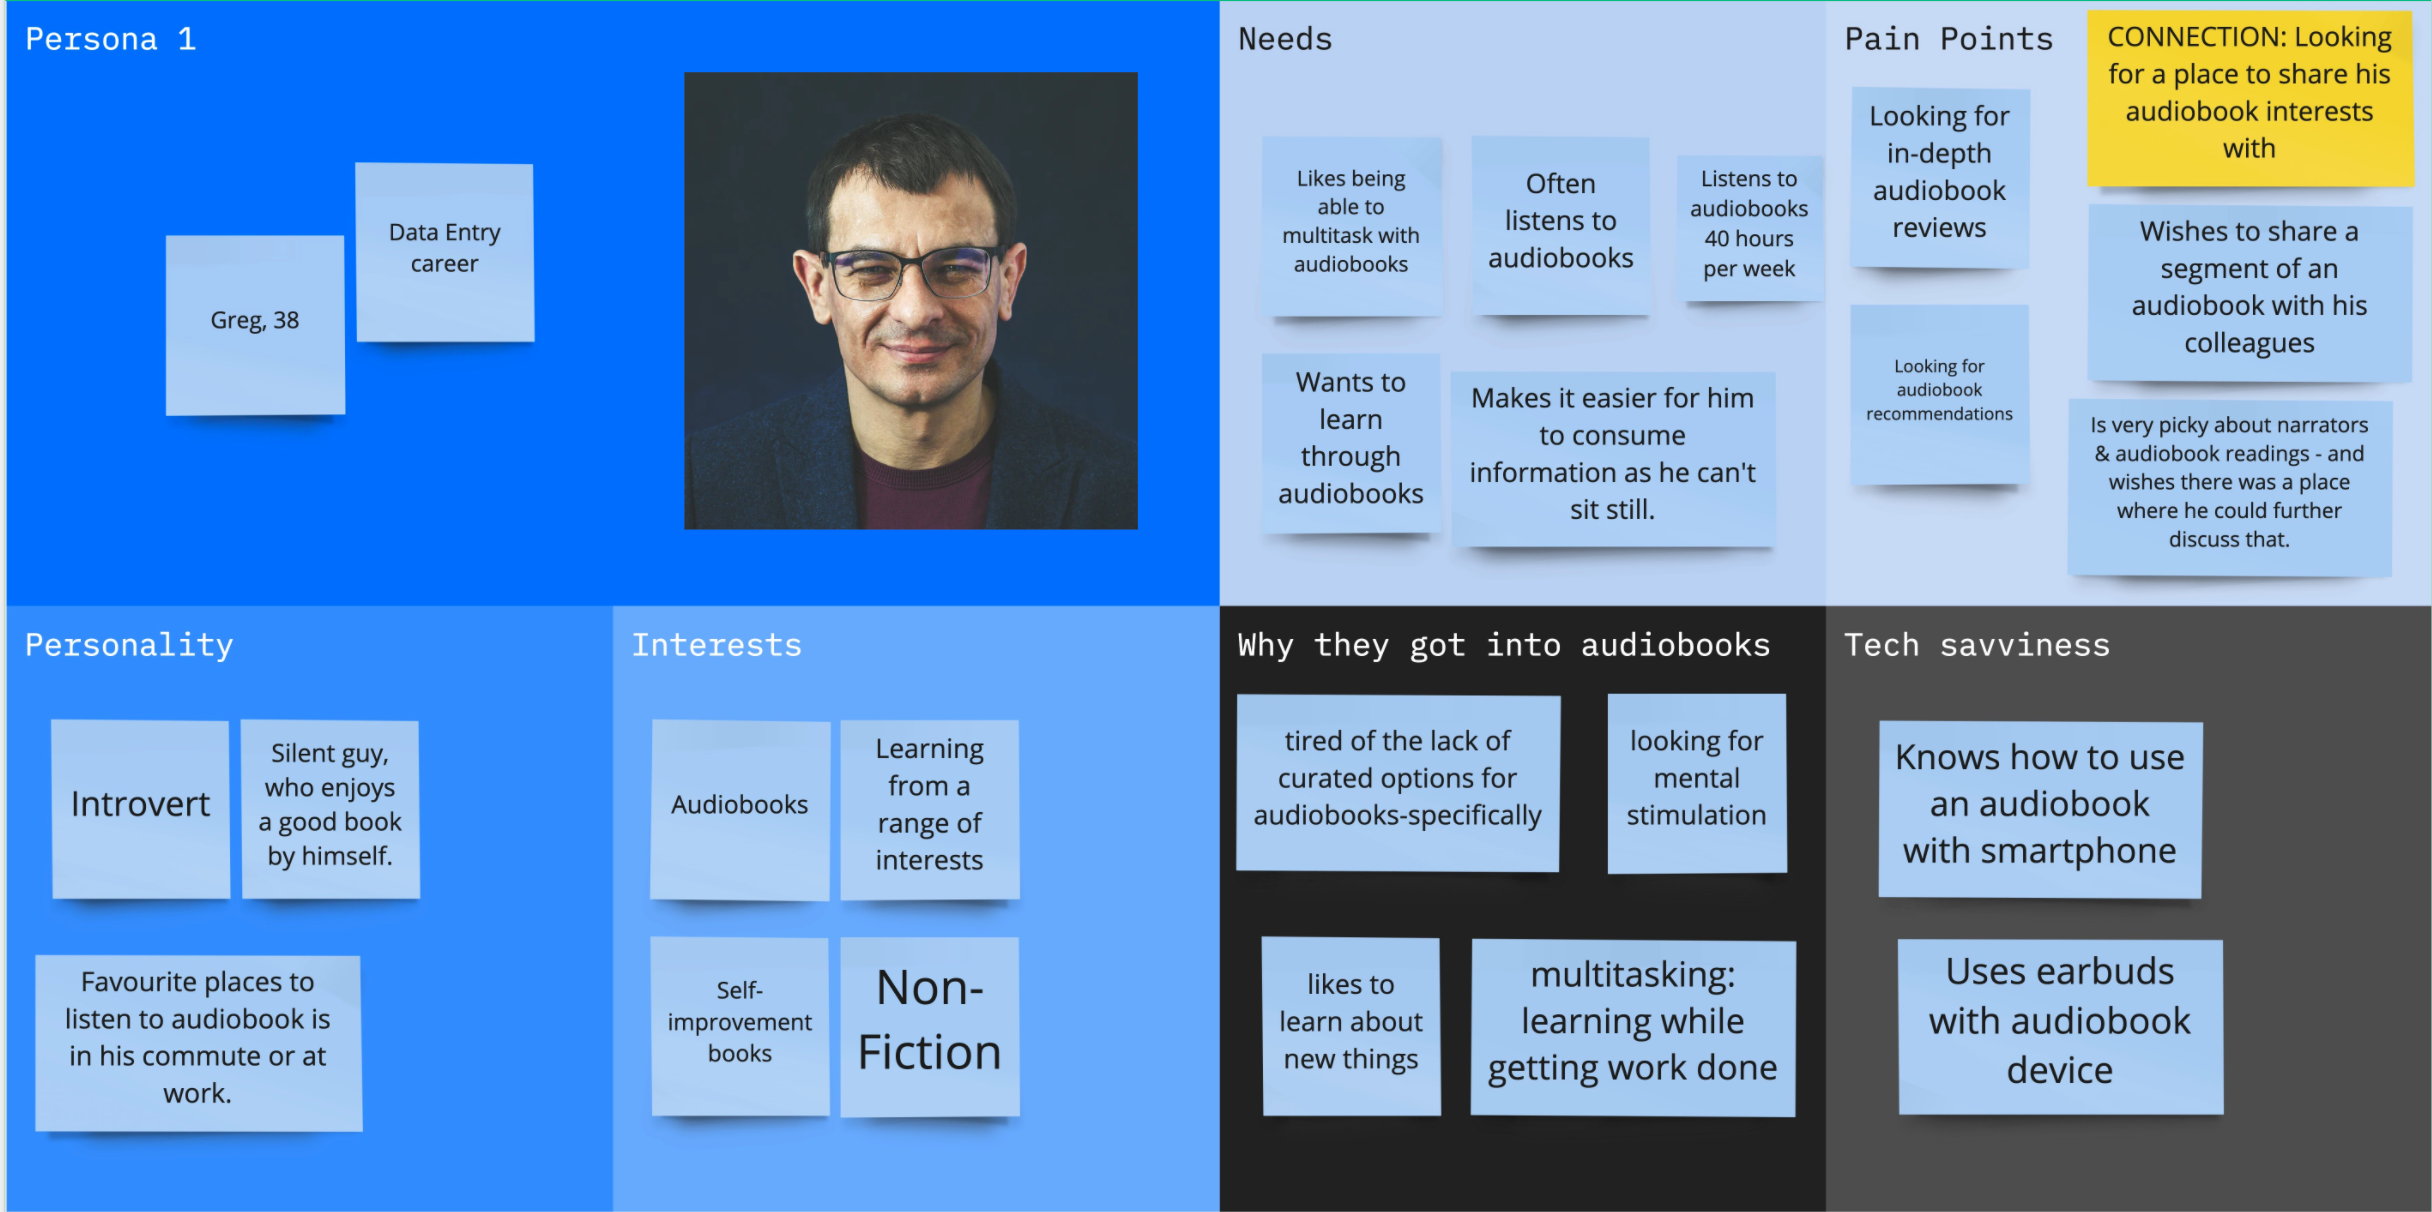 Persona 1
Greg, 38
Data Entry
career
Needs
Likes being
able to
multitask with
audiobooks
Often
listens to
audiobooks
Listens to
audiobooks
40 hours
per week
Wants to
learn
through
audiobooks
Makes it easier for him
to consume
information as he can't
sit still.
Pain Points
Looking for
in-depth
audiobook
reviews
CONNECTION: Looking
for a place to share his
audiobook interests
with
Wishes to share a
segment of an
audiobook with his
colleagues
Looking for
audiobook
recommendations
Is very picky about narrators
& audiobook readings - and
wishes there was a place
where he could further
discuss that.
Personality
Introvert
Silent guy,
who enjoys
a good book
by himself.
Favourite places to
listen to audiobook is
in his commute or at
work.
Interests
Audiobooks
Learning
from a
range of
interests
Self-
improvement
books
Non-
Fiction
Why they got into audiobooks
tired of the lack of
curated options for
audiobooks-specifically
looking for
mental
stimulation
likes to
learn about
new things
multitasking:
learning while
getting work done
Tech savviness
Knows how to use
an audiobook
with smartphone
Uses earbuds
with audiobook
device